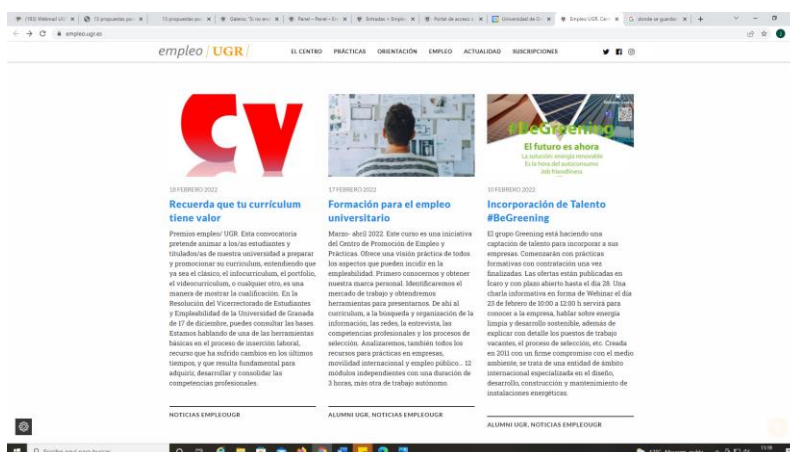 empleo.ugr.es
empleo / UGR /
EL CENTRO PRÁCTICAS ORIENTACIÓN EMPLEO ACTUALIDAD SUSCRIPCIONES
CV
18 FEBRERO 2022
Recuerda que tu currículum
tiene valor
Premios empleo/ UGR. Esta convocatoria
pretende animar a los/as estudiantes y
titulados/as de nuestra universidad a preparar
y promocionar su curriculum, entendiendo que
ya sea el clásico, el infocurriculum, el portfolio,
el videocurriculum, o cualquier otro, es una
manera de mostrar la cualificación. En la
Resolución del Vicerrectorado de Estudiantes
y Empleabilidad de la Universidad de Granada
de 17 de diciembre, puedes consultar las bases.
Estamos hablando de una de las herramientas
básicas en el proceso de inserción laboral,
recurso que ha sufrido cambios en los últimos
tiempos, y que resulta fundamental para
adquirir, desarrollar y consolidar las
competencias profesionales.
NOTICIAS EMPLEOUGR
17 FEBRERO 2022
Formación para el empleo
universitario
Marzo- abril 2022. Este curso es una iniciativa
del Centro de Promoción de Empleo y
Prácticas. Ofrece una visión práctica de todos
los aspectos que pueden incidir en la
empleabilidad. Primero conocernos y obtener
nuestra marca personal. Identificaremos el
mercado de trabajo y obtendremos
herramientas para presentarnos. De ahí al
curriculum, a la búsqueda y organización de la
información, las redes, la entrevista, las
competencias profesionales y los procesos de
selección. Analizaremos, también todos los
recursos para prácticas en empresas,
movilidad internacional y empleo público... 12
módulos independientes con una duración de
3 horas, más otra de trabajo autónomo.
ALUMNI UGR, NOTICIAS EMPLEOUGR
#BeGreening
El futuro es ahora
La solución: energía renovable
Es la hora del autoconsumo
Job friendliness
10 FEBRERO 2022
Incorporación de Talento
#BeGreening
El grupo Greening está haciendo una
captación de talento para incorporar a sus
empresas. Comenzarán con prácticas
formativas con contratación una vez
finalizadas. Las ofertas están publicadas en
Ícaro y con plazo abierto hasta el día 28. Una
charla informativa en forma de Webinar el día
23 de febrero de 10:00 a 12:00 h servirá para
conocer a la empresa, hablar sobre energía
limpia y desarrollo sostenible, además de
explicar con detalle los puestos de trabajo
vacantes, el proceso de selección, etc. Creada
en 2011 con un firme compromiso con el medio
ambiente, se trata de una entidad de ámbito
internacional especializada en el diseño,
desarrollo, construcción y mantenimiento de
instalaciones energéticas.
ALUMNI UGR, NOTICIAS EMPLEOUGR